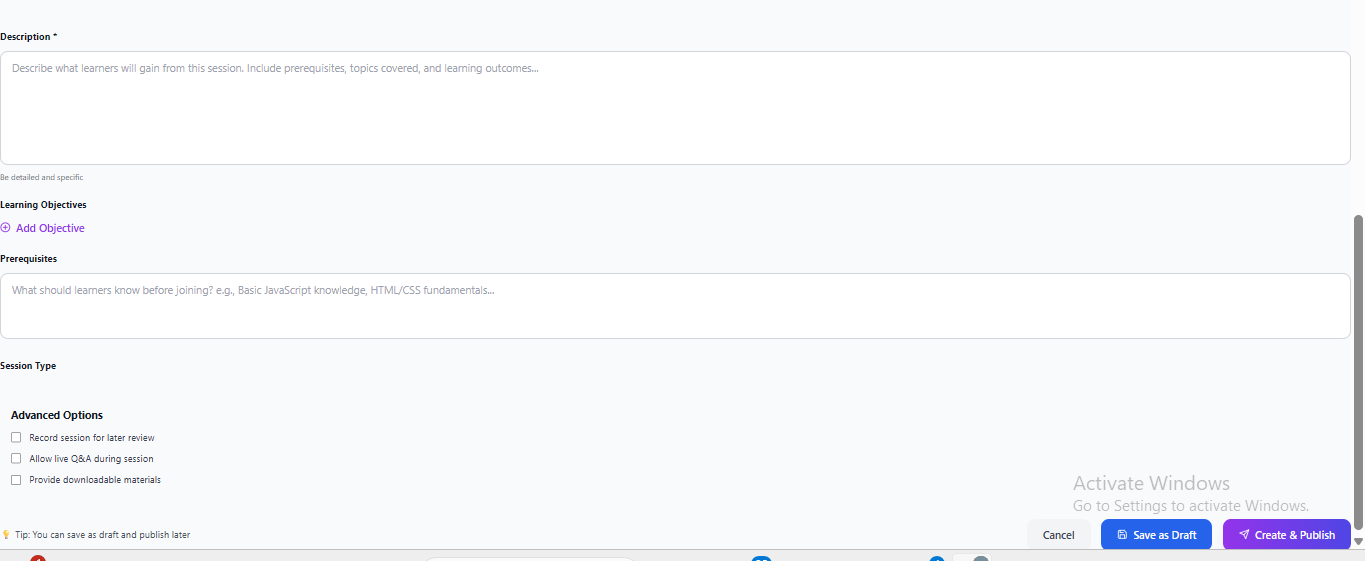 Description *
Describe what learners will gain from this session. Include prerequisites, topics covered, and learning outcomes...
Be detailed and specific
Learning Objectives
Add Objective
Prerequisites
What should learners know before joining? e.g., Basic JavaScript knowledge, HTML/CSS fundamentals...
Session Type
Advanced Options
Record session for later review
Allow live Q&A during session
Provide downloadable materials
Activate Windows
Go to Settings to activate Windows.
Tip: You can save as draft and publish later
Cancel
Save as Draft
Create & Publish